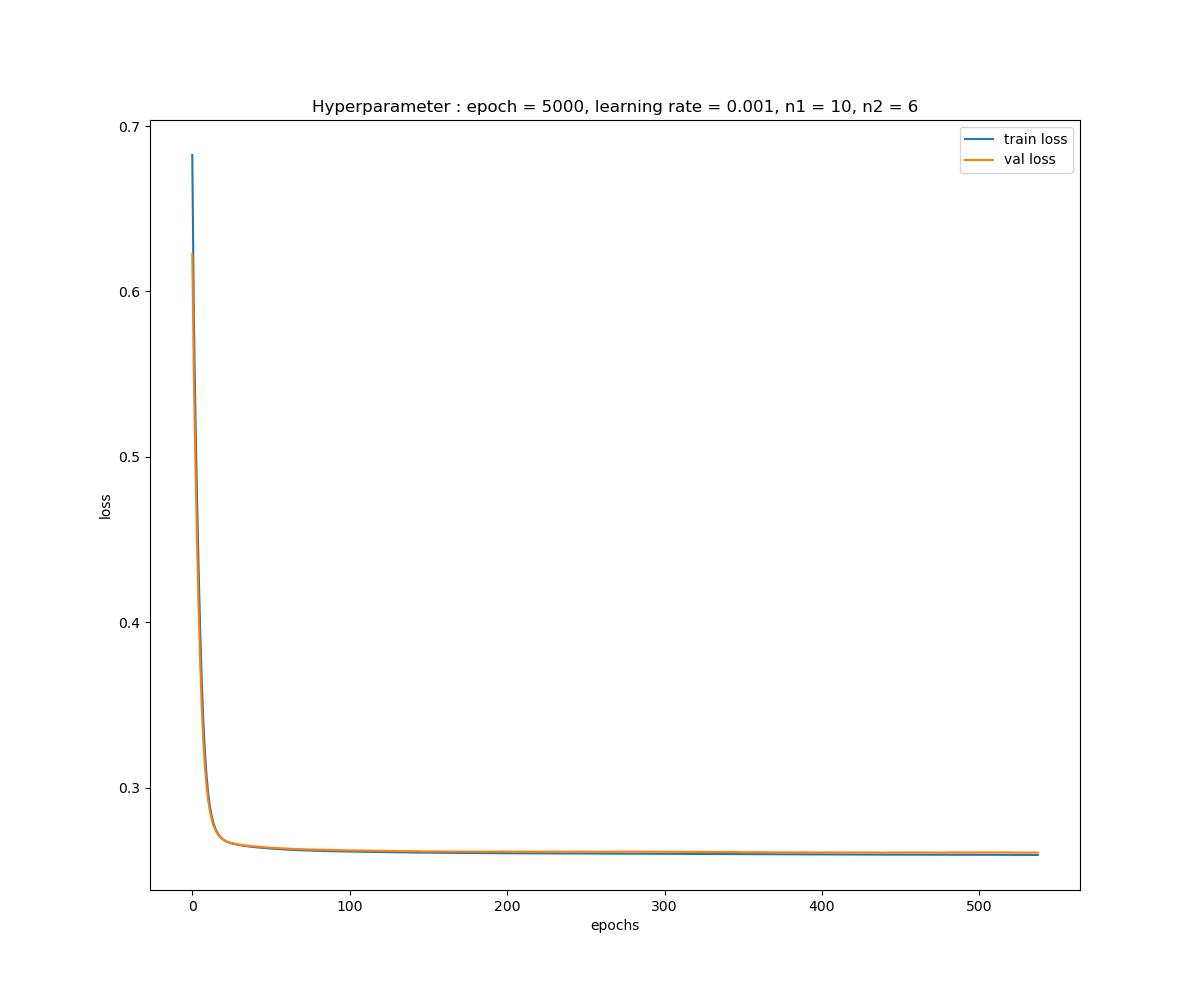 Hyperparameter : epoch = 5000, learning rate = 0.001, n1 = 10, n2 = 6
train loss
val loss
0.7
0.6
0.5
0.4
0.3
loss
0
100
200
300
400
500
epochs